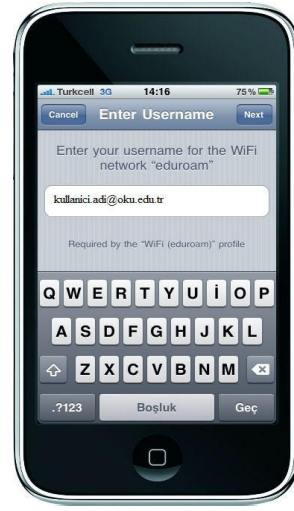 Turkcell 3G 14:16 75%
Cancel Enter Username Next
Enter your username for the WiFi
network “eduroam”
kullanici.adi@oku.edu.tr
Required by the “WiFi (eduroam)” profile
Q W E R T Y U İ O P
A S D F G H J K L
Z X C V B N M
.?123 Boşluk Geç